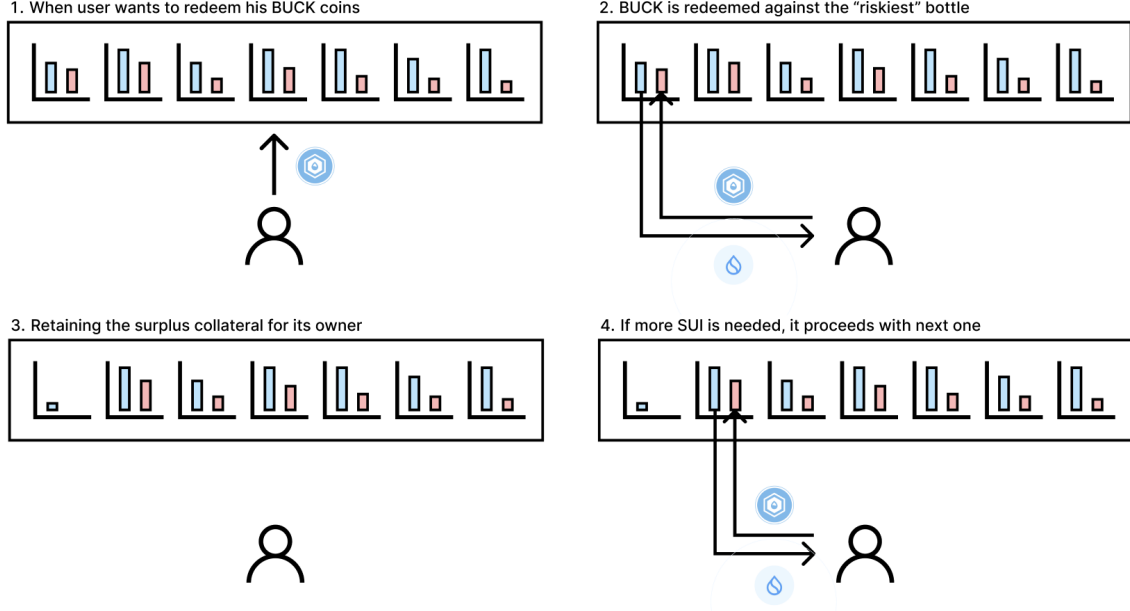 1. When user wants to redeem his BUCK coins
2. BUCK is redeemed against the “riskiest” bottle
3. Retaining the surplus collateral for its owner
4. If more SUI is needed, it proceeds with next one